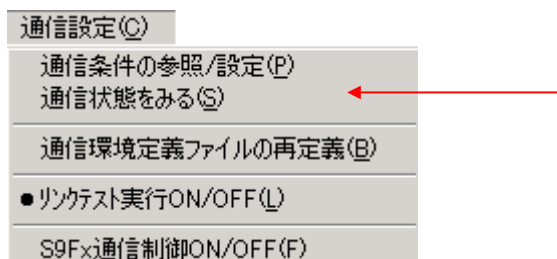 通信設定(C)
通信条件の参照/設定(P)
通信状態をみる(S)
通信環境定義ファイルの再定義(B)
●リンクテスト実行ON/OFF(L)
S9Fx通信制御ON/OFF(F)